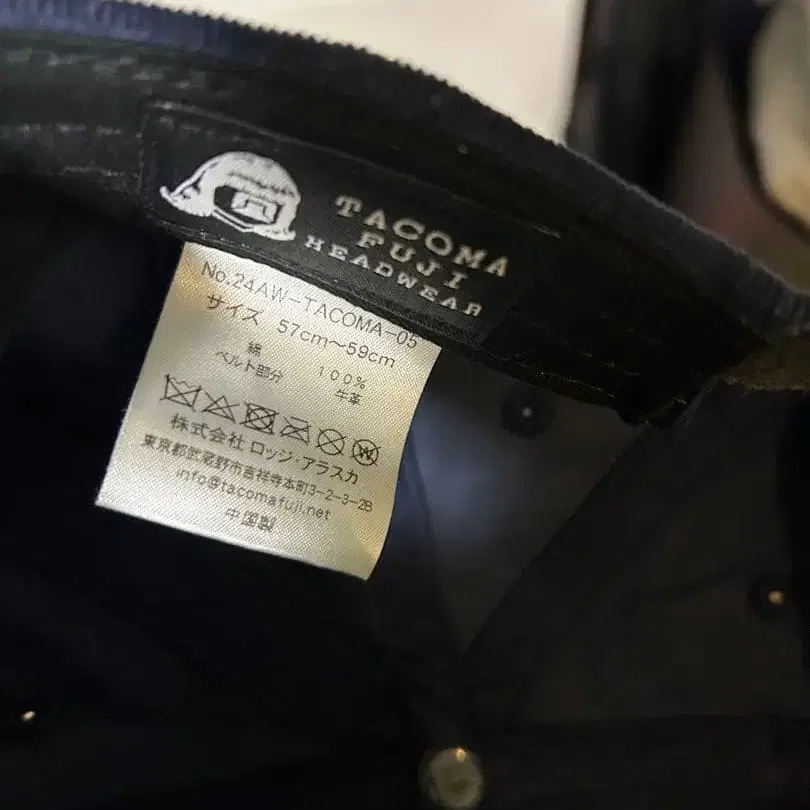 TACOMA
FUJI
HEADWEAR
No.24AW-TACOMA-05
サイズ 57cm～59cm
綿 100%
ベルト部分 牛革
W
株式会社 ロッジ・アラスカ
東京都武蔵野市吉祥寺本町3-2-3-2B
info@tacomafuji.net
中国製